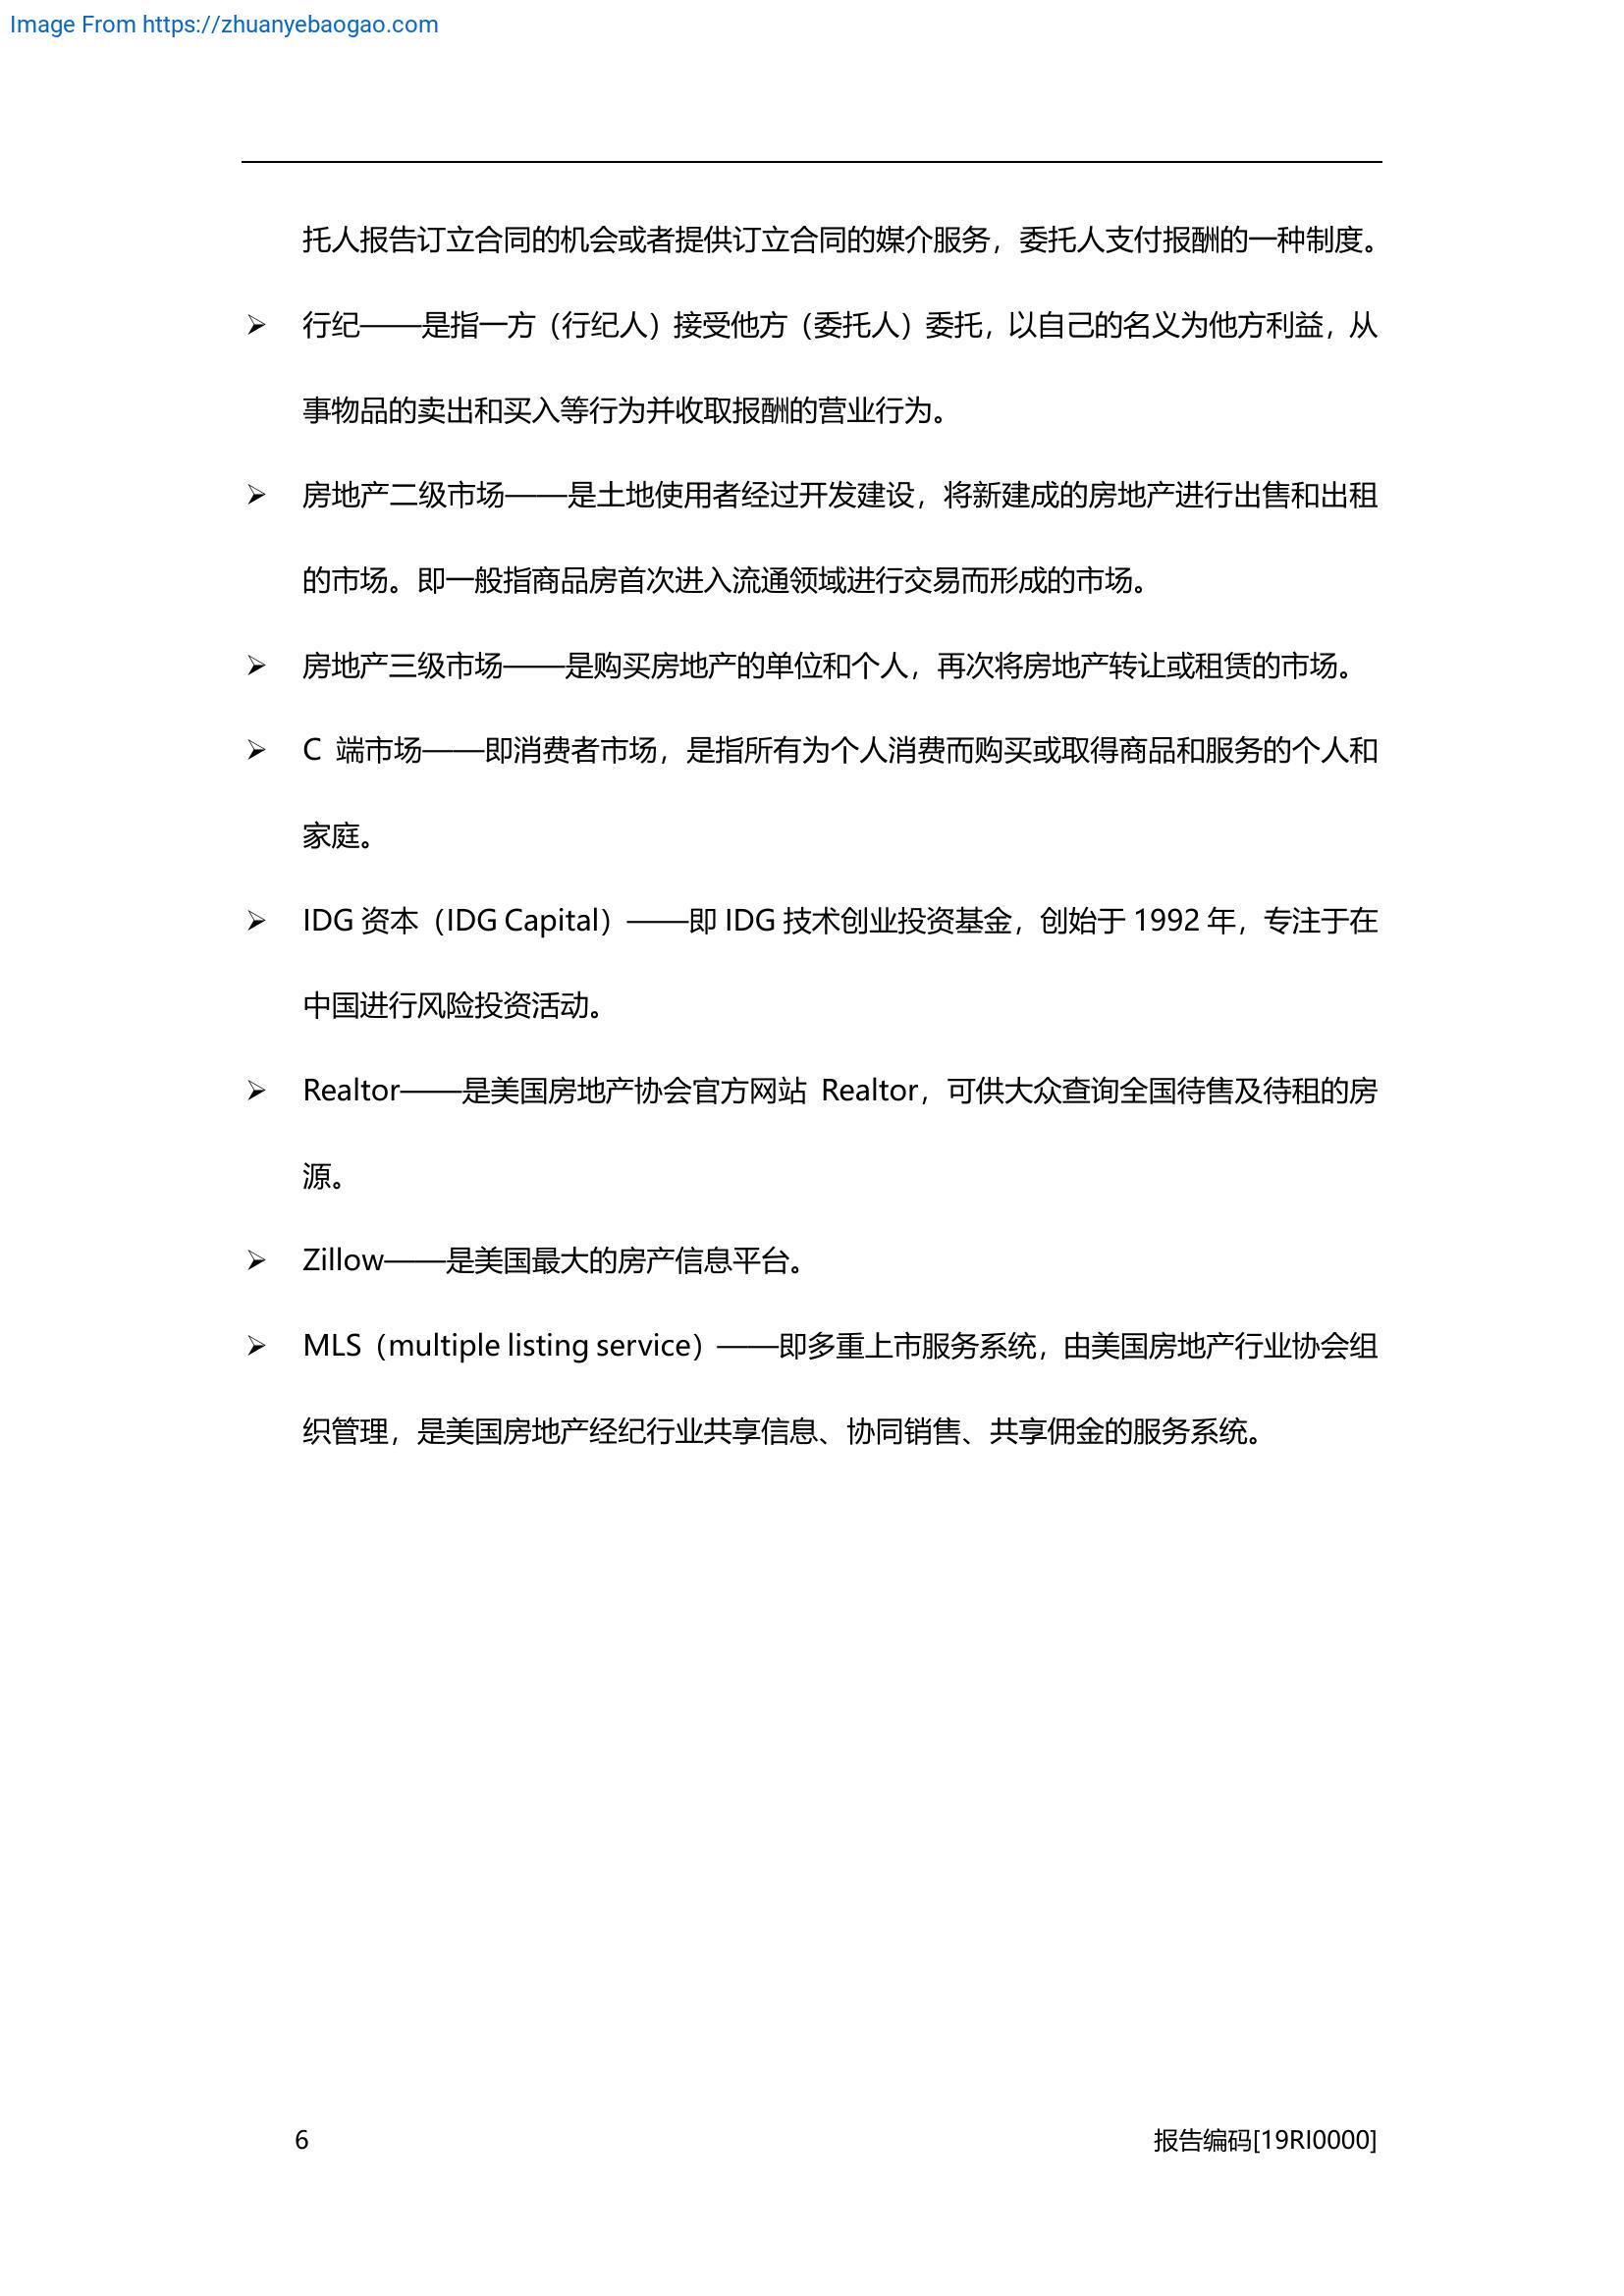 Image From https://zhuanyebaogao.com
托人报告订立合同的机会或者提供订立合同的媒介服务，委托人支付报酬的一种制度。
➢ 行纪——是指一方（行纪人）接受他方（委托人）委托，以自己的名义为他方利益，从
事物品的卖出和买入等行为并收取报酬的营业行为。
➢ 房地产二级市场——是土地使用者经过开发建设，将新建成的房地产进行出售和出租
的市场。即一般指商品房首次进入流通领域进行交易而形成的市场。
➢ 房地产三级市场——是购买房地产的单位和个人，再次将房地产转让或租赁的市场。
➢ C 端市场——即消费者市场，是指所有为个人消费而购买或取得商品和服务的个人和
家庭。
➢ IDG 资本（IDG Capital）——即 IDG 技术创业投资基金，创始于 1992 年，专注于在
中国进行风险投资活动。
➢ Realtor——是美国房地产协会官方网站 Realtor，可供大众查询全国待售及待租的房
源。
➢ Zillow——是美国最大的房产信息平台。
➢ MLS（multiple listing service）——即多重上市服务系统，由美国房地产行业协会组
织管理，是美国房地产经纪行业共享信息、协同销售、共享佣金的服务系统。
6 报告编码[19RI0000]